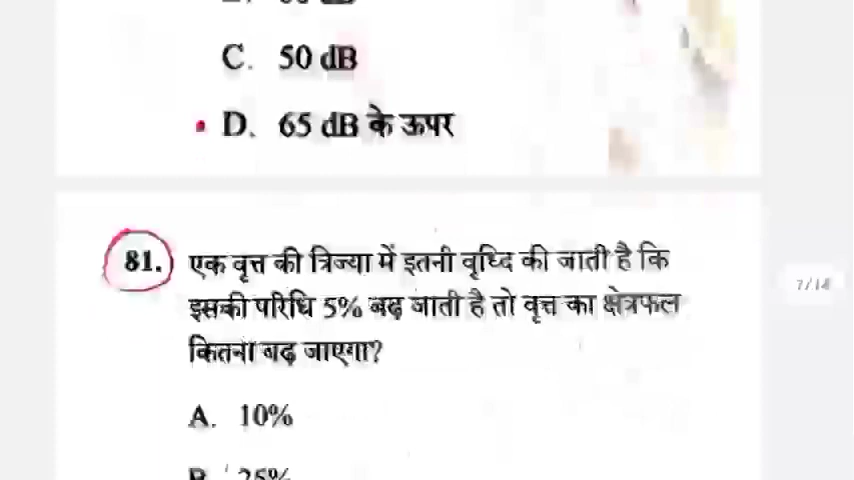 C. 50 dB
D. 65 dB के ऊपर
81. एक वृत्त की त्रिज्या में इतनी वृध्दि की जाती है कि
इसकी परिधि 5% बढ़ जाती है तो वृत्त का क्षेत्रफल
कितना बढ़ जाएगा?
7/14
A. 10%
B. 25%